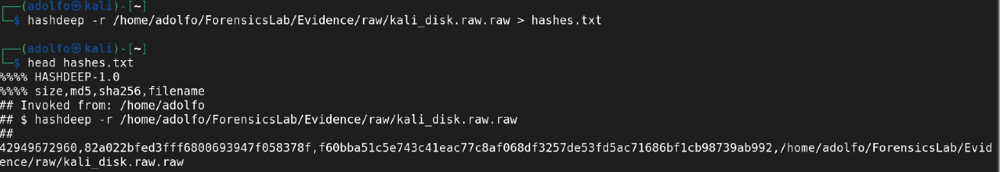 ┌──(adolfo㉿kali)-[~]
└─$ hashdeep -r /home/adolfo/ForensicsLab/Evidence/raw/kali_disk.raw.raw > hashes.txt
┌──(adolfo㉿kali)-[~]
└─$ head hashes.txt
%%%% HASHDEEP-1.0
%%%% size,md5,sha256,filename
## Invoked from: /home/adolfo
## $ hashdeep -r /home/adolfo/ForensicsLab/Evidence/raw/kali_disk.raw.raw
##
42949672960,82a022bfed3fff6800693947f058378f,f60bba51c5e743c41eac77c8af068df3257de53fd5ac71686bf1cb98739ab992,/home/adolfo/ForensicsLab/Evid
ence/raw/kali_disk.raw.raw